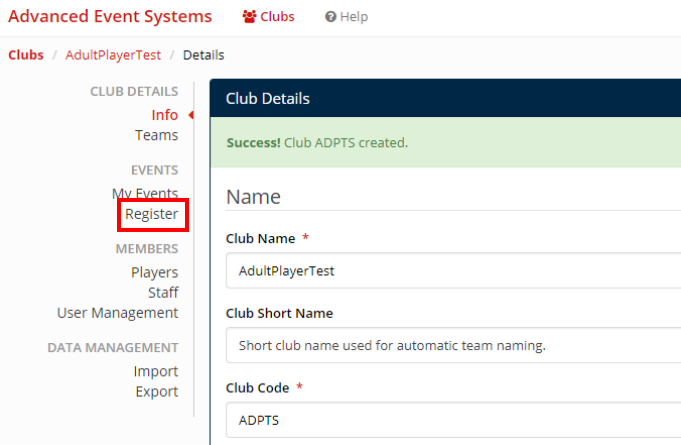 Advanced Event Systems Clubs Help
Clubs / AdultPlayerTest / Details
CLUB DETAILS
Info
Teams
EVENTS
My Events
Register
MEMBERS
Players
Staff
User Management
DATA MANAGEMENT
Import
Export
Club Details
Success! Club ADPTS created.
Name
Club Name *
AdultPlayerTest
Club Short Name
Short club name used for automatic team naming.
Club Code *
ADPTS